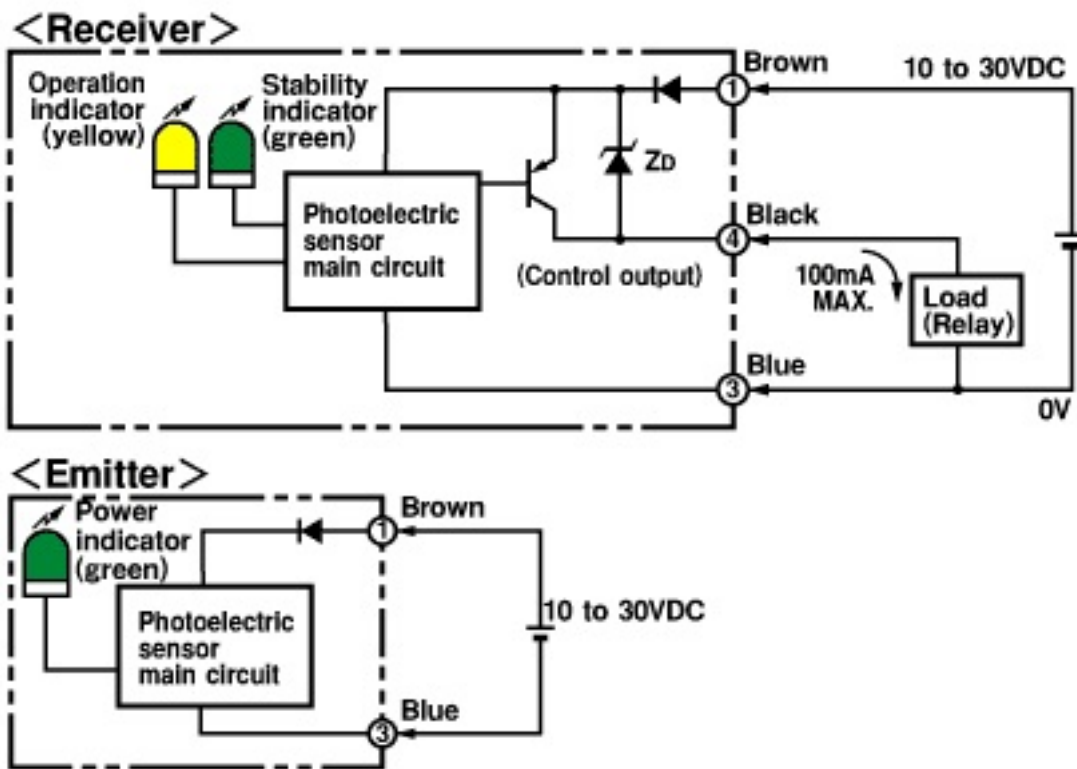 <Receiver>
Operation
indicator
(yellow)
Stability
indicator
(green)
Photoelectric
sensor
main circuit
ZD
(Control output)
1
Brown
10 to 30VDC
4
Black
100mA
MAX.
Load
(Relay)
3
Blue
0V
<Emitter>
Power
indicator
(green)
Photoelectric
sensor
main circuit
1
Brown
10 to 30VDC
3
Blue